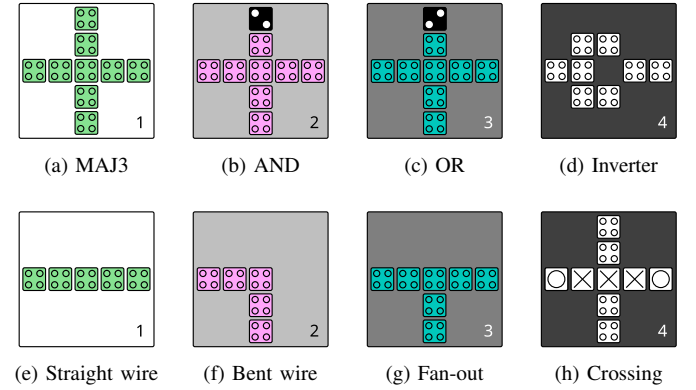 1 2 3 4
(a) MAJ3 (b) AND (c) OR (d) Inverter
1 2 3 4
(e) Straight wire (f) Bent wire (g) Fan-out (h) Crossing